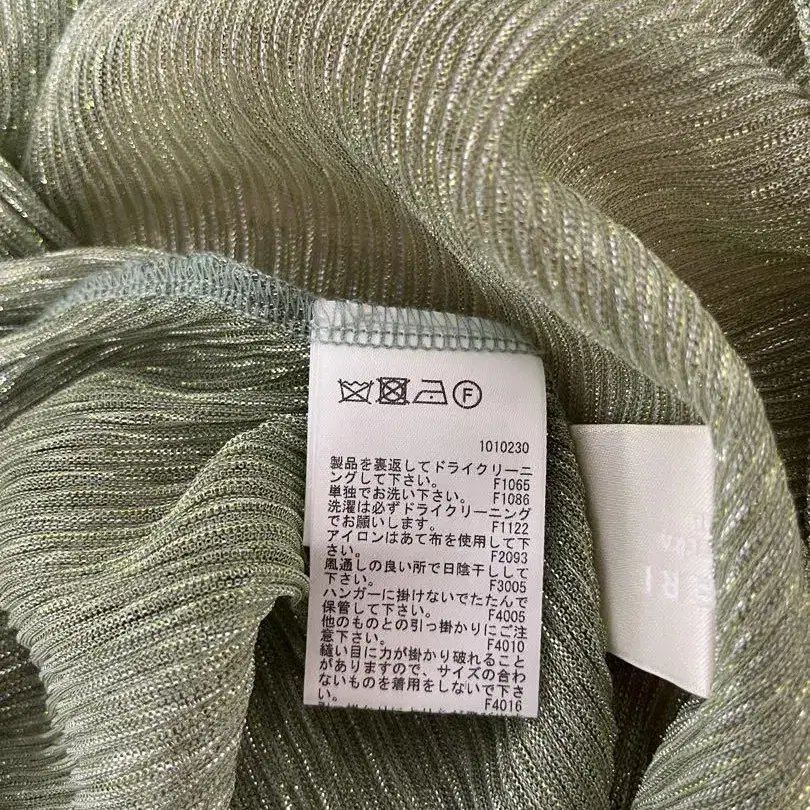 F
1010230
製品を裏返してドライクリーニ
ングして下さい。 F1065
単独でお洗い下さい。 F1086
洗濯は必ずドライクリーニング
でお願いします。 F1122
アイロンはあて布を使用して下
さい。 F2093
風通しの良い所で日陰干しして
下さい。 F3005
ハンガーに掛けないでたたんで
保管して下さい。 F4005
他のものとの引っ掛かりにご注
意下さい。 F4010
縫い目に力が掛かり破れること
がありますので、サイズの合わ
ないものを着用をしないで下さ
い。 F4016